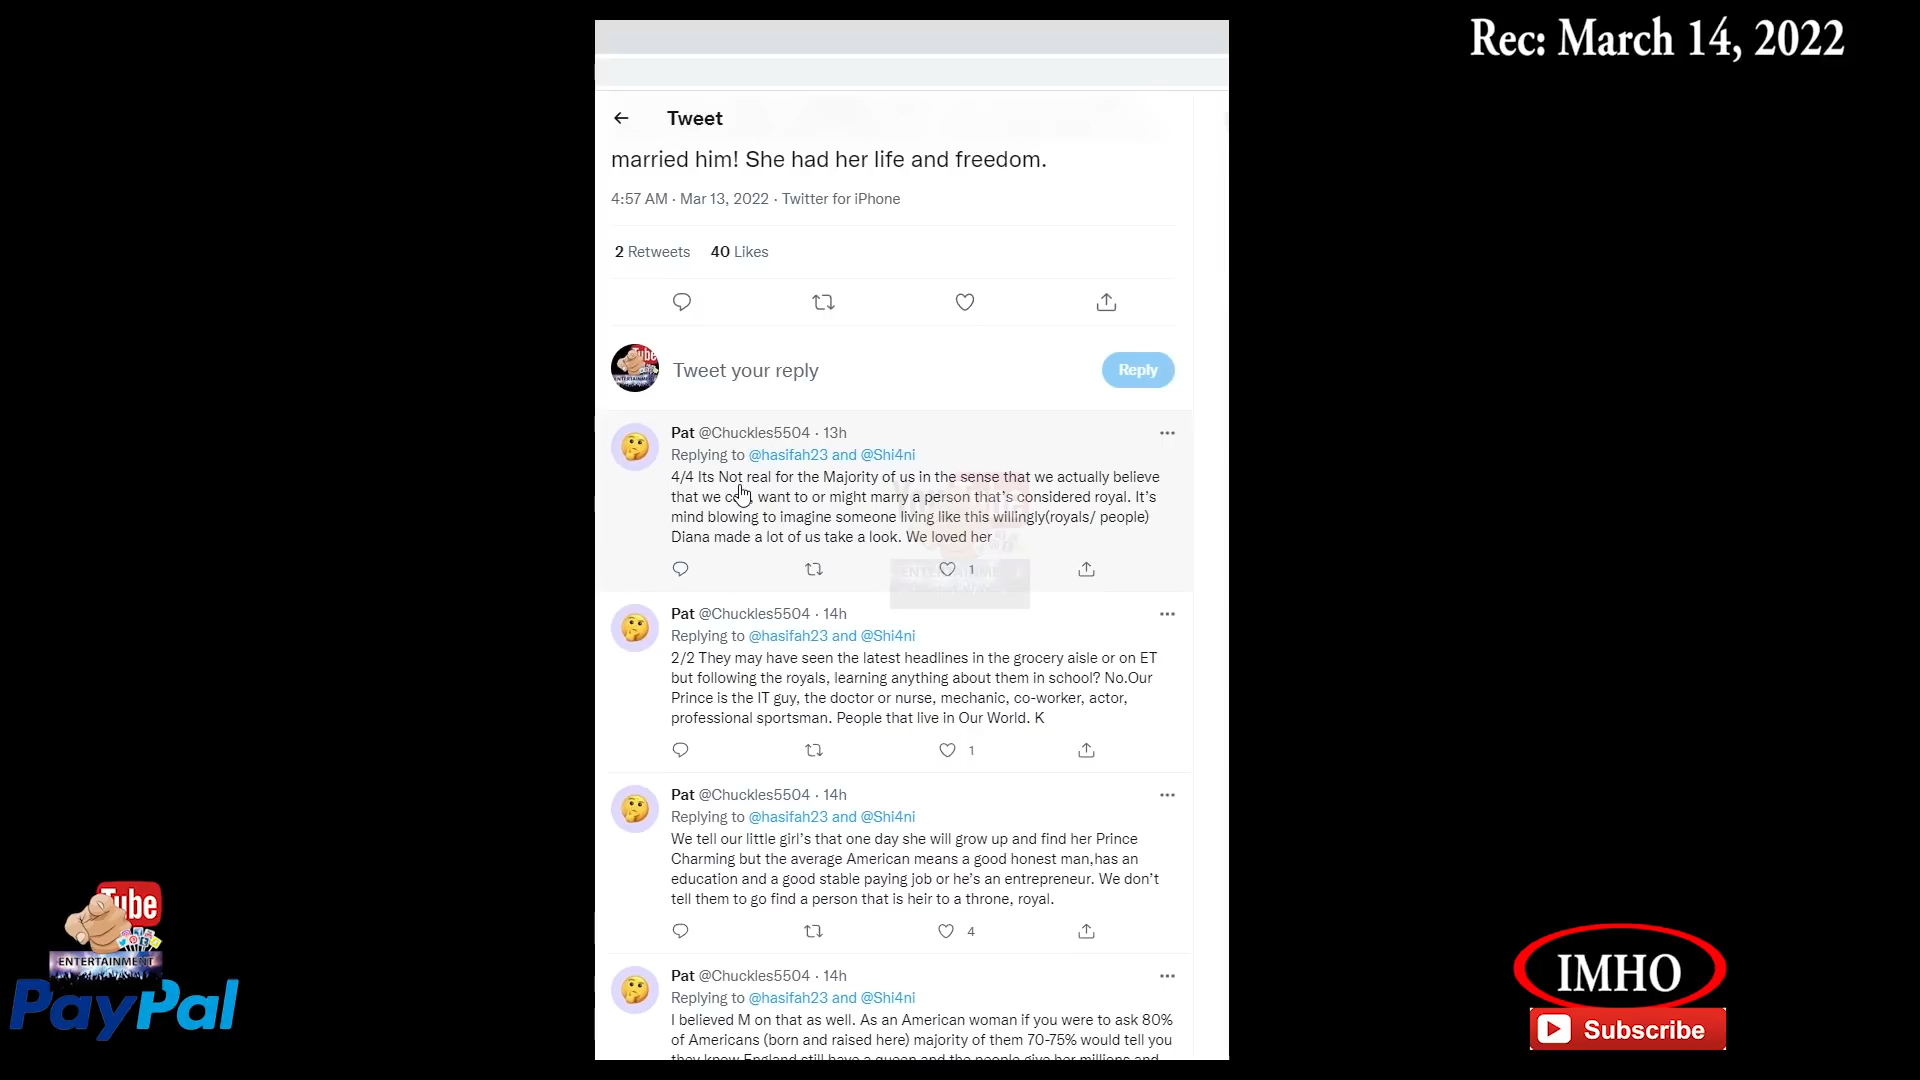 Rec: March 14, 2022
Tweet
married him! She had her life and freedom.
4:57 AM · Mar 13, 2022 · Twitter for iPhone
2 Retweets 40 Likes
Tweet your reply
Reply
Pat @Chuckles5504 · 13h
Replying to @hasifah23 and @Shi4ni
4/4 Its Not real for the Majority of us in the sense that we actually believe
that we want to or might marry a person that's considered royal. It's
mind blowing to imagine someone living like this willingly(royals/ people)
Diana made a lot of us take a look. We loved her
1
Pat @Chuckles5504 · 14h
Replying to @hasifah23 and @Shi4ni
2/2 They may have seen the latest headlines in the grocery aisle or on ET
but following the royals, learning anything about them in school? No.Our
Prince is the IT guy, the doctor or nurse, mechanic, co-worker, actor,
professional sportsman. People that live in Our World. K
1
Pat @Chuckles5504 · 14h
Replying to @hasifah23 and @Shi4ni
We tell our little girl's that one day she will grow up and find her Prince
Charming but the average American means a good honest man,has an
education and a good stable paying job or he's an entrepreneur. We don't
tell them to go find a person that is heir to a throne, royal.
4
Pat @Chuckles5504 · 14h
Replying to @hasifah23 and @Shi4ni
I believed M on that as well. As an American woman if you were to ask 80%
of Americans (born and raised here) majority of them 70-75% would tell you
they know England still have a queen and the people give her millions and
Tube
ENTERTAINMENT
PayPal
IMHO
Subscribe